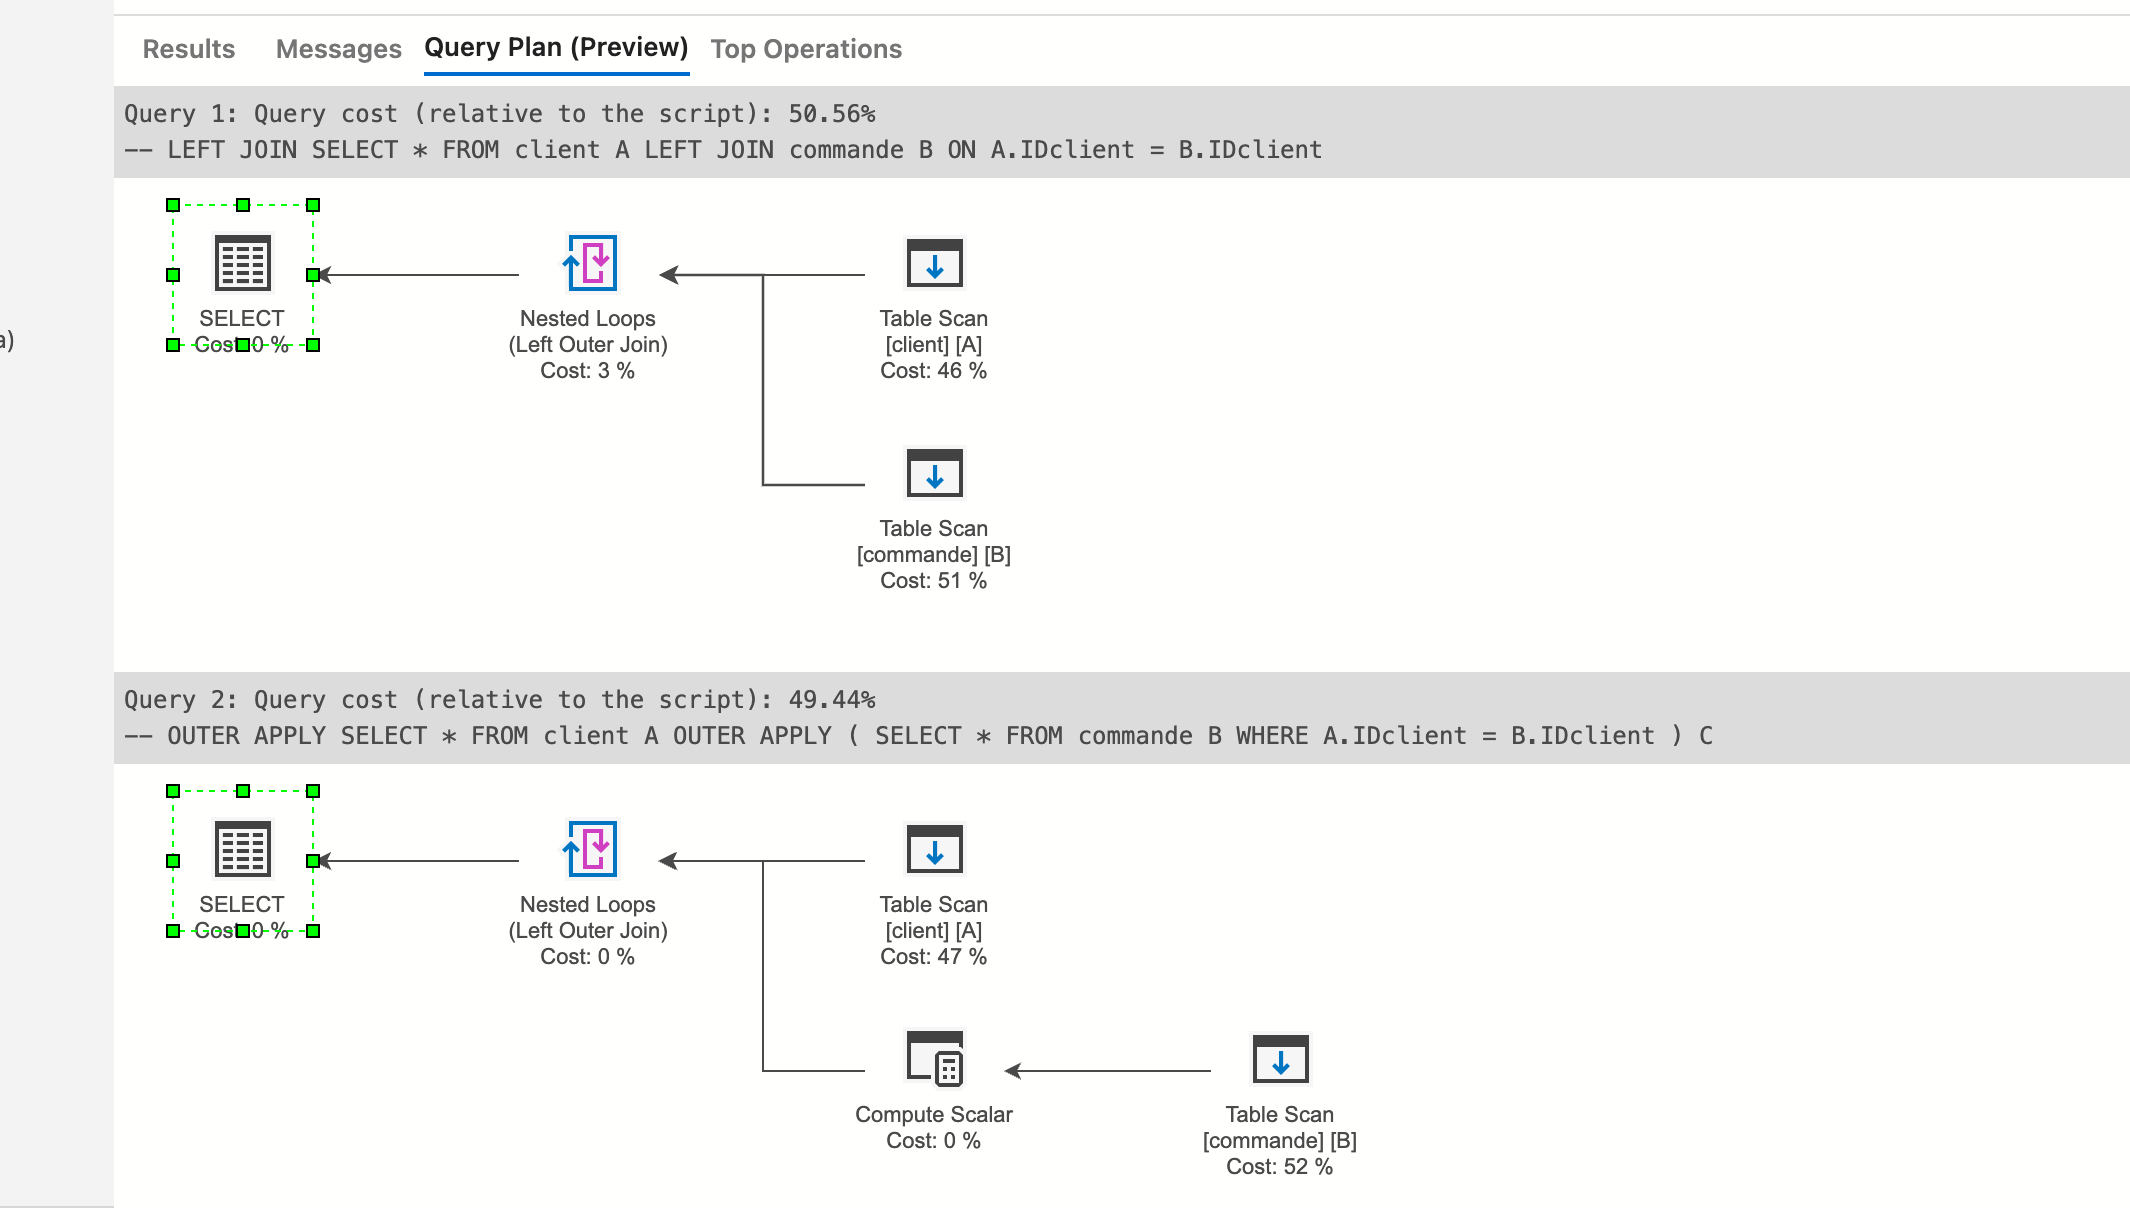 Results Messages Query Plan (Preview) Top Operations
Query 1: Query cost (relative to the script): 50.56%
-- LEFT JOIN SELECT * FROM client A LEFT JOIN commande B ON A.IDclient = B.IDclient
a)
SELECT
Cost: 0 %
Nested Loops
(Left Outer Join)
Cost: 3 %
Table Scan
[client] [A]
Cost: 46 %
Table Scan
[commande] [B]
Cost: 51 %
Query 2: Query cost (relative to the script): 49.44%
-- OUTER APPLY SELECT * FROM client A OUTER APPLY ( SELECT * FROM commande B WHERE A.IDclient = B.IDclient ) C
SELECT
Cost: 0 %
Nested Loops
(Left Outer Join)
Cost: 0 %
Table Scan
[client] [A]
Cost: 47 %
Compute Scalar
Cost: 0 %
Table Scan
[commande] [B]
Cost: 52 %